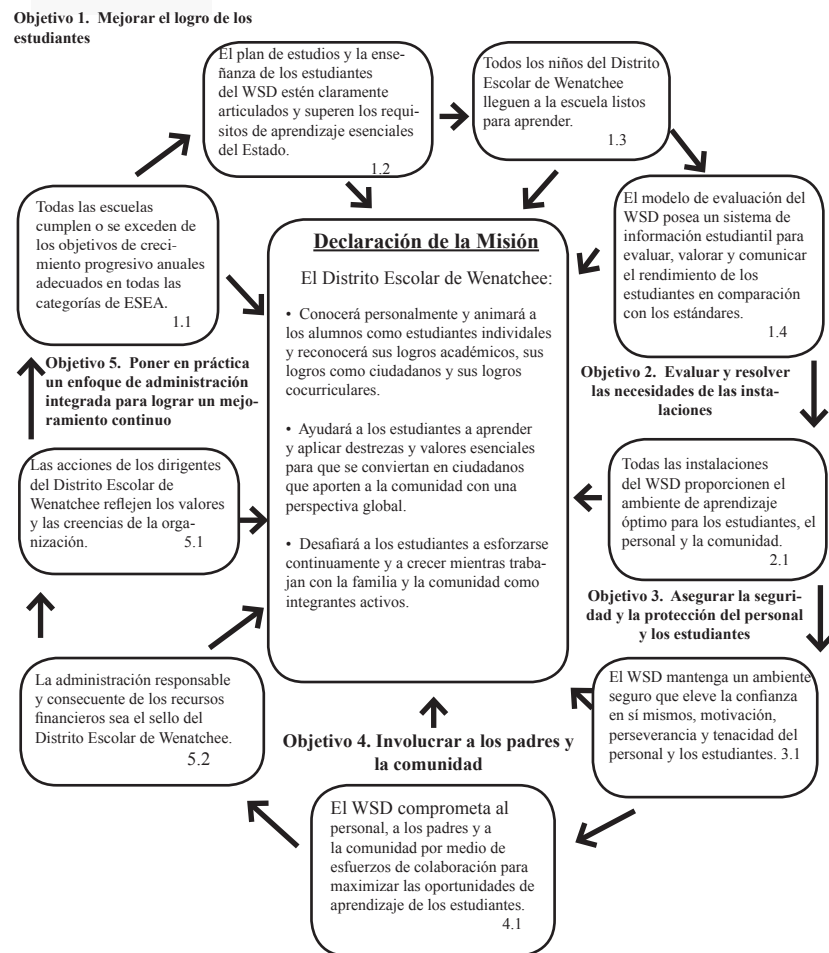 Objetivo 1.  Mejorar el logro de los
estudiantes
El plan de estudios y la ense-
ñanza de los estudiantes
del WSD estén claramente
articulados y superen los requi-
sitos de aprendizaje esenciales
del Estado.
1.2
Todos los niños del Distrito
Escolar de Wenatchee
lleguen a la escuela listos
para aprender.
1.3
El modelo de evaluación del
WSD posea un sistema de
información estudiantil para
evaluar, valorar y comunicar
el rendimiento de los
estudiantes en comparación
con los estándares.
1.4
Todas las escuelas
cumplen o se exceden de
los objetivos de creci-
miento progresivo anuales
adecuados en todas las
categorías de ESEA.
1.1
Declaración de la Misión
El Distrito Escolar de Wenatchee:
• Conocerá personalmente y animará a
los alumnos como estudiantes individales
y reconocerá sus logros académicos, sus
logros como ciudadanos y sus logros
cocurriculares.
• Ayudará a los estudiantes a aprender
y aplicar destrezas y valores esenciales
para que se conviertan en ciudadanos
que aporten a la comunidad con una
perspectiva global.
• Desafiará a los estudiantes a esforzarse
continuamente y a crecer mientras traba-
jan con la familia y la comunidad como
integrantes activos.
Objetivo 2.  Evaluar y resolver
las necesidades de las insta-
laciones
Todas las instalaciones
del WSD proporcionen el
ambiente de aprendizaje
óptimo para los estudiantes, el
personal y la comunidad.
2.1
Objetivo 3.  Asegurar la seguri-
dad y la protección del personal
y los estudiantes
El WSD mantenga un ambiente
seguro que eleve la confianza
en sí mismos, motivación,
perseverancia y tenacidad del
personal y los estudiantes. 3.1
Objetivo 4. Involucrar a los padres y
la comunidad
El WSD comprometa al
personal, a los padres y a
la comunidad por medio de
esfuerzos de colaboración para
maximizar las oportunidades de
aprendizaje de los estudiantes.
4.1
Objetivo 5.  Poner en práctica
un enfoque de administración
integrada para lograr un mejo-
ramiento continuo
Las acciones de los dirigentes
del Distrito Escolar de
Wenatchee reflejen los valores
y las creencias de la orga-
nización. 5.1
La administración responsable
y consecuente de los recursos
financieros sea el sello del
Distrito Escolar de Wenatchee.
5.2